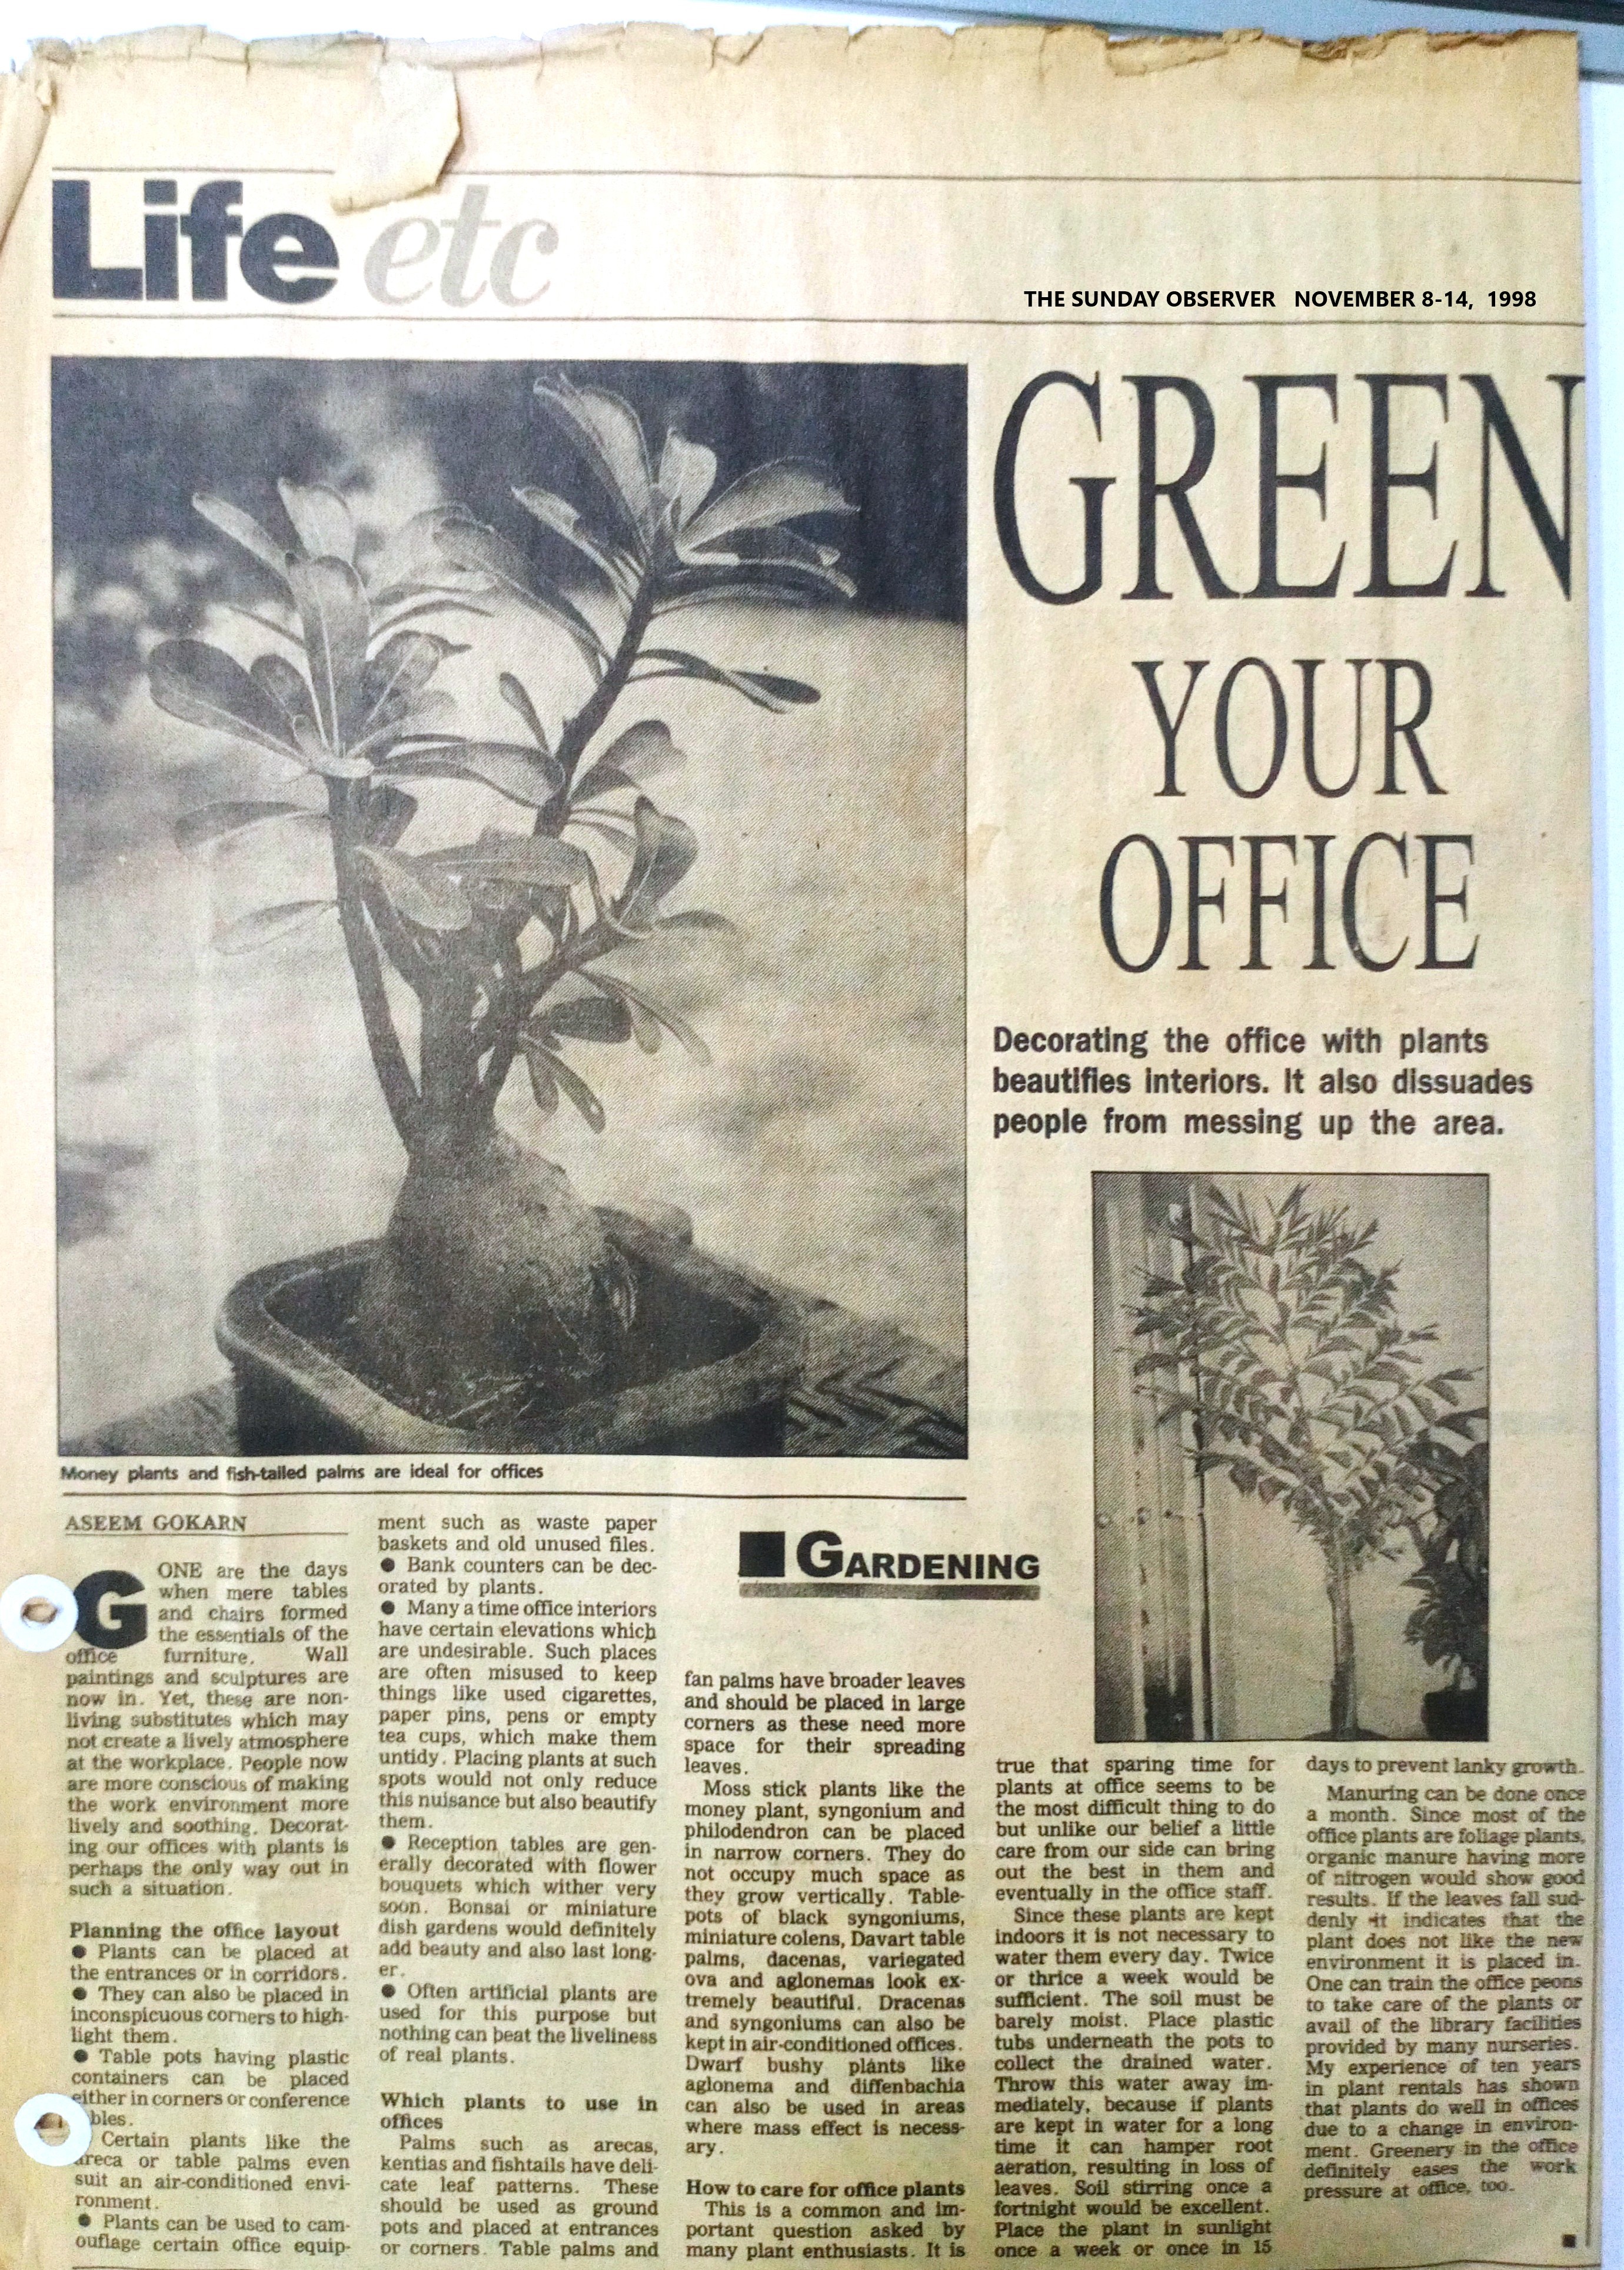 Life etc
THE SUNDAY OBSERVER NOVEMBER 8-14, 1998
GREEN
YOUR
OFFICE
Decorating the office with plants
beautifies interiors. It also dissuades
people from messing up the area.
Money plants and fish-tailed palms are ideal for offices
ASEEM GOKARN
GONE are the days
when mere tables
and chairs formed
the essentials of the
office furniture. Wall
paintings and sculptures are
now in. Yet, these are non-
living substitutes which may
not create a lively atmosphere
at the workplace. People now
are more conscious of making
the work environment more
lively and soothing. Decorat-
ing our offices with plants is
perhaps the only way out in
such a situation.
Planning the office layout
● Plants can be placed at
the entrances or in corridors.
● They can also be placed in
inconspicuous corners to high-
light them.
● Table pots having plastic
containers can be placed
either in corners or conference
bles.
Certain plants like the
areca or table palms even
suit an air-conditioned envi-
ronment.
● Plants can be used to cam-
ouflage certain office equip-
ment such as waste paper
baskets and old unused files.
● Bank counters can be dec-
orated by plants.
● Many a time office interiors
have certain elevations which
are undesirable. Such places
are often misused to keep
things like used cigarettes,
paper pins, pens or empty
tea cups, which make them
untidy. Placing plants at such
spots would not only reduce
this nuisance but also beautify
them.
● Reception tables are gen-
erally decorated with flower
bouquets which wither very
soon. Bonsai or miniature
dish gardens would definitely
add beauty and also last long-
er.
● Often artificial plants are
used for this purpose but
nothing can beat the liveliness
of real plants.
Which plants to use in
offices
Palms such as arecas,
kentias and fishtails have deli-
cate leaf patterns. These
should be used as ground
pots and placed at entrances
or corners. Table palms and
■ GARDENING
fan palms have broader leaves
and should be placed in large
corners as these need more
space for their spreading
leaves.
Moss stick plants like the
money plant, syngonium and
philodendron can be placed
in narrow corners. They do
not occupy much space as
they grow vertically. Table-
pots of black syngoniums,
miniature colens, Davart table
palms, dacenas, variegated
ova and aglonemas look ex-
tremely beautiful. Dracenas
and syngoniums can also be
kept in air-conditioned offices.
Dwarf bushy plants like
aglonema and diffenbachia
can also be used in areas
where mass effect is necess-
ary.
How to care for office plants
This is a common and im-
portant question asked by
many plant enthusiasts. It is
true that sparing time for
plants at office seems to be
the most difficult thing to do
but unlike our belief a little
care from our side can bring
out the best in them and
eventually in the office staff.
Since these plants are kept
indoors it is not necessary to
water them every day. Twice
or thrice a week would be
sufficient. The soil must be
barely moist. Place plastic
tubs underneath the pots to
collect the drained water.
Throw this water away im-
mediately, because if plants
are kept in water for a long
time it can hamper root
aeration, resulting in loss of
leaves. Soil stirring once a
fortnight would be excellent.
Place the plant in sunlight
once a week or once in 15
days to prevent lanky growth.
Manuring can be done once
a month. Since most of the
office plants are foliage plants,
organic manure having more
of nitrogen would show good
results. If the leaves fall sud-
denly it indicates that the
plant does not like the new
environment it is placed in.
One can train the office peons
to take care of the plants or
avail of the library facilities
provided by many nurseries.
My experience of ten years
in plant rentals has shown
that plants do well in offices
due to a change in environ-
ment. Greenery in the office
definitely eases the work
pressure at office, too.
■